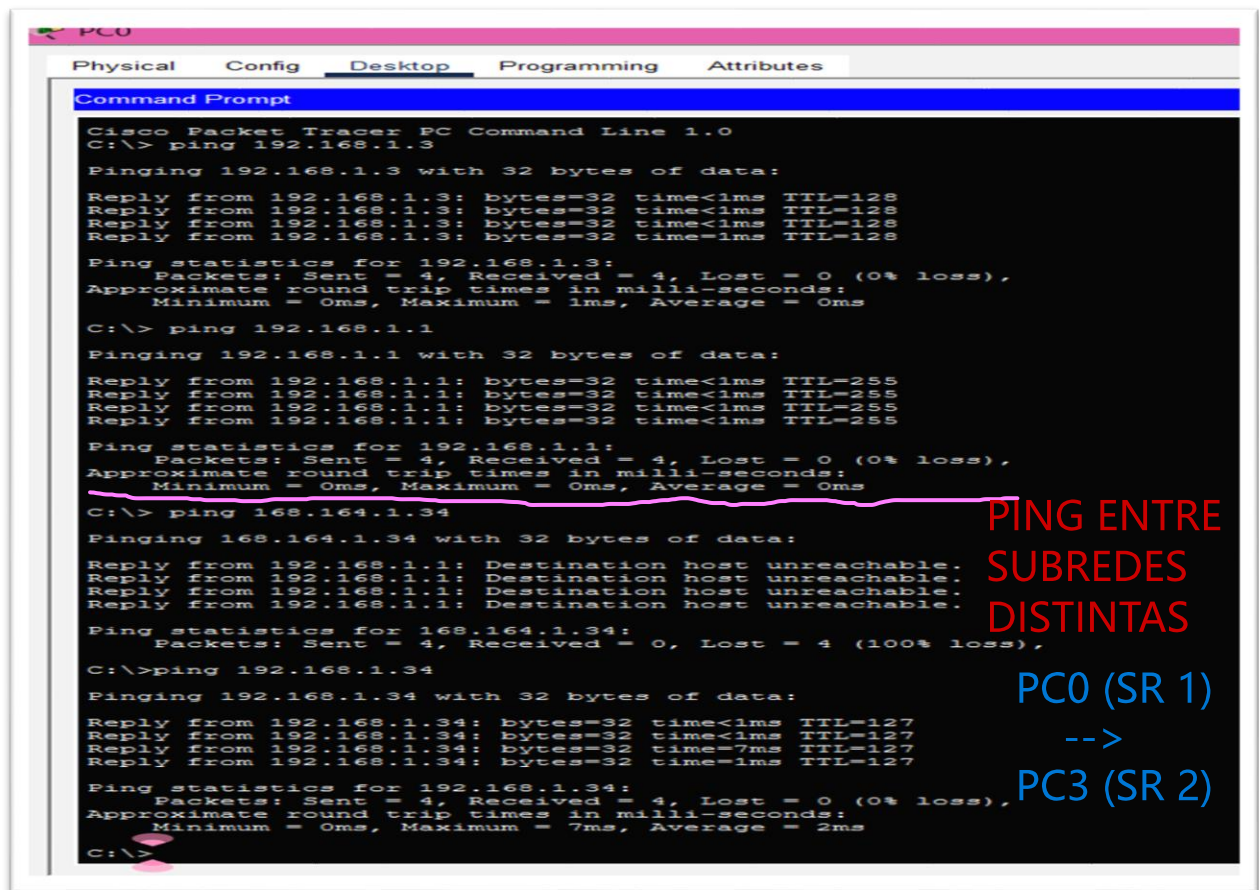 PC0
Physical Config Desktop Programming Attributes
Command Prompt
Cisco Packet Tracer PC Command Line 1.0
C:\> ping 192.168.1.3
Pinging 192.168.1.3 with 32 bytes of data:
Reply from 192.168.1.3: bytes=32 time<1ms TTL=128
Reply from 192.168.1.3: bytes=32 time<1ms TTL=128
Reply from 192.168.1.3: bytes=32 time<1ms TTL=128
Reply from 192.168.1.3: bytes=32 time=1ms TTL=128
Ping statistics for 192.168.1.3:
Packets: Sent = 4, Received = 4, Lost = 0 (0% loss),
Approximate round trip times in milli-seconds:
Minimum = 0ms, Maximum = 1ms, Average = 0ms
C:\> ping 192.168.1.1
Pinging 192.168.1.1 with 32 bytes of data:
Reply from 192.168.1.1: bytes=32 time<1ms TTL=255
Reply from 192.168.1.1: bytes=32 time<1ms TTL=255
Reply from 192.168.1.1: bytes=32 time<1ms TTL=255
Reply from 192.168.1.1: bytes=32 time<1ms TTL=255
Ping statistics for 192.168.1.1:
Packets: Sent = 4, Received = 4, Lost = 0 (0% loss),
Approximate round trip times in milli-seconds:
Minimum = 0ms, Maximum = 0ms, Average = 0ms
C:\> ping 168.164.1.34
Pinging 168.164.1.34 with 32 bytes of data:
Reply from 192.168.1.1: Destination host unreachable.
Reply from 192.168.1.1: Destination host unreachable.
Reply from 192.168.1.1: Destination host unreachable.
Reply from 192.168.1.1: Destination host unreachable.
Ping statistics for 168.164.1.34:
Packets: Sent = 4, Received = 0, Lost = 4 (100% loss),
C:\>ping 192.168.1.34
Pinging 192.168.1.34 with 32 bytes of data:
Reply from 192.168.1.34: bytes=32 time<1ms TTL=127
Reply from 192.168.1.34: bytes=32 time<1ms TTL=127
Reply from 192.168.1.34: bytes=32 time=7ms TTL=127
Reply from 192.168.1.34: bytes=32 time=1ms TTL=127
Ping statistics for 192.168.1.34:
Packets: Sent = 4, Received = 4, Lost = 0 (0% loss),
Approximate round trip times in milli-seconds:
Minimum = 0ms, Maximum = 7ms, Average = 2ms
C:\>
PING ENTRE
SUBREDES
DISTINTAS
PC0 (SR 1)
-->
PC3 (SR 2)